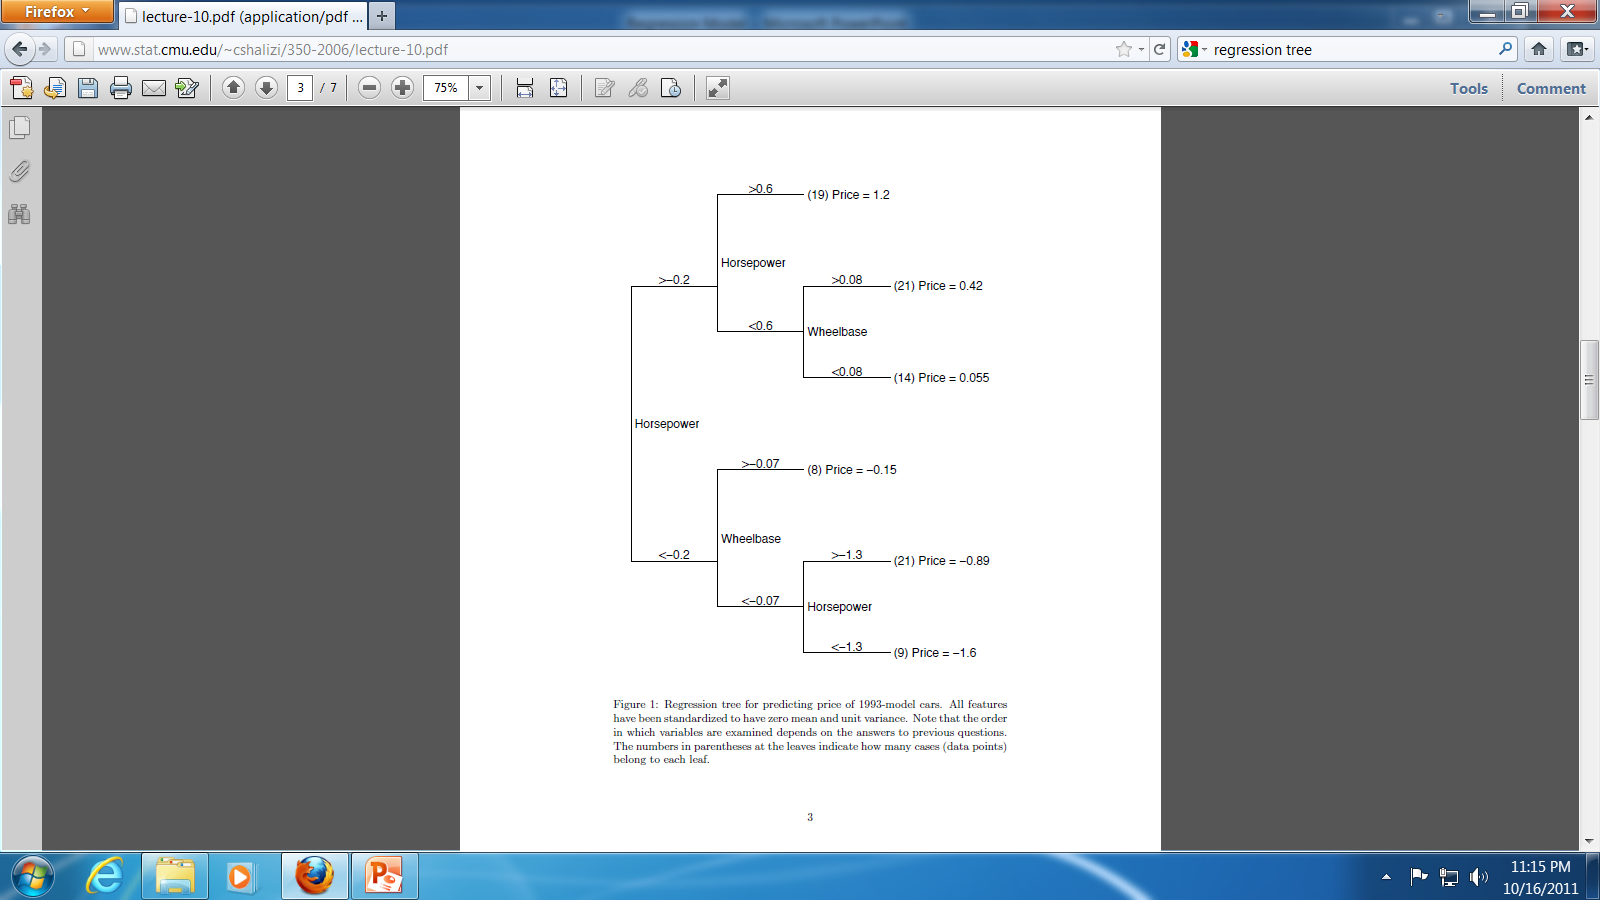 Firefox
lecture-10.pdf (application/pdf ...
www.stat.cmu.edu/~cshalizi/350-2006/lecture-10.pdf
regression tree
3 / 7
75%
Tools
Comment
>0.6
(19) Price = 1.2
Horsepower
>−0.2
>0.08
(21) Price = 0.42
<0.6
Wheelbase
<0.08
(14) Price = 0.055
Horsepower
>−0.07
(8) Price = −0.15
Wheelbase
<−0.2
>−1.3
(21) Price = −0.89
<−0.07
Horsepower
<−1.3
(9) Price = −1.6
Figure 1: Regression tree for predicting price of 1993-model cars. All features
have been standardized to have zero mean and unit variance. Note that the order
in which variables are examined depends on the answers to previous questions.
The numbers in parentheses at the leaves indicate how many cases (data points)
belong to each leaf.
3
11:15 PM
10/16/2011